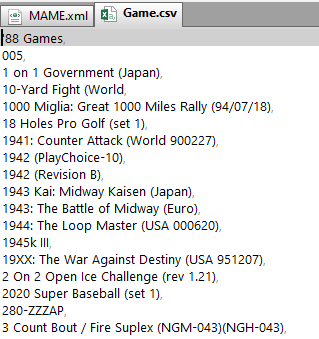 MAME.xml
Game.csv
'88 Games,
005,
1 on 1 Government (Japan),
10-Yard Fight (World,
1000 Miglia: Great 1000 Miles Rally (94/07/18),
18 Holes Pro Golf (set 1),
1941: Counter Attack (World 900227),
1942 (PlayChoice-10),
1942 (Revision B),
1943 Kai: Midway Kaisen (Japan),
1943: The Battle of Midway (Euro),
1944: The Loop Master (USA 000620),
1945k III,
19XX: The War Against Destiny (USA 951207),
2 On 2 Open Ice Challenge (rev 1.21),
2020 Super Baseball (set 1),
280-ZZZAP,
3 Count Bout / Fire Suplex (NGM-043)(NGH-043),